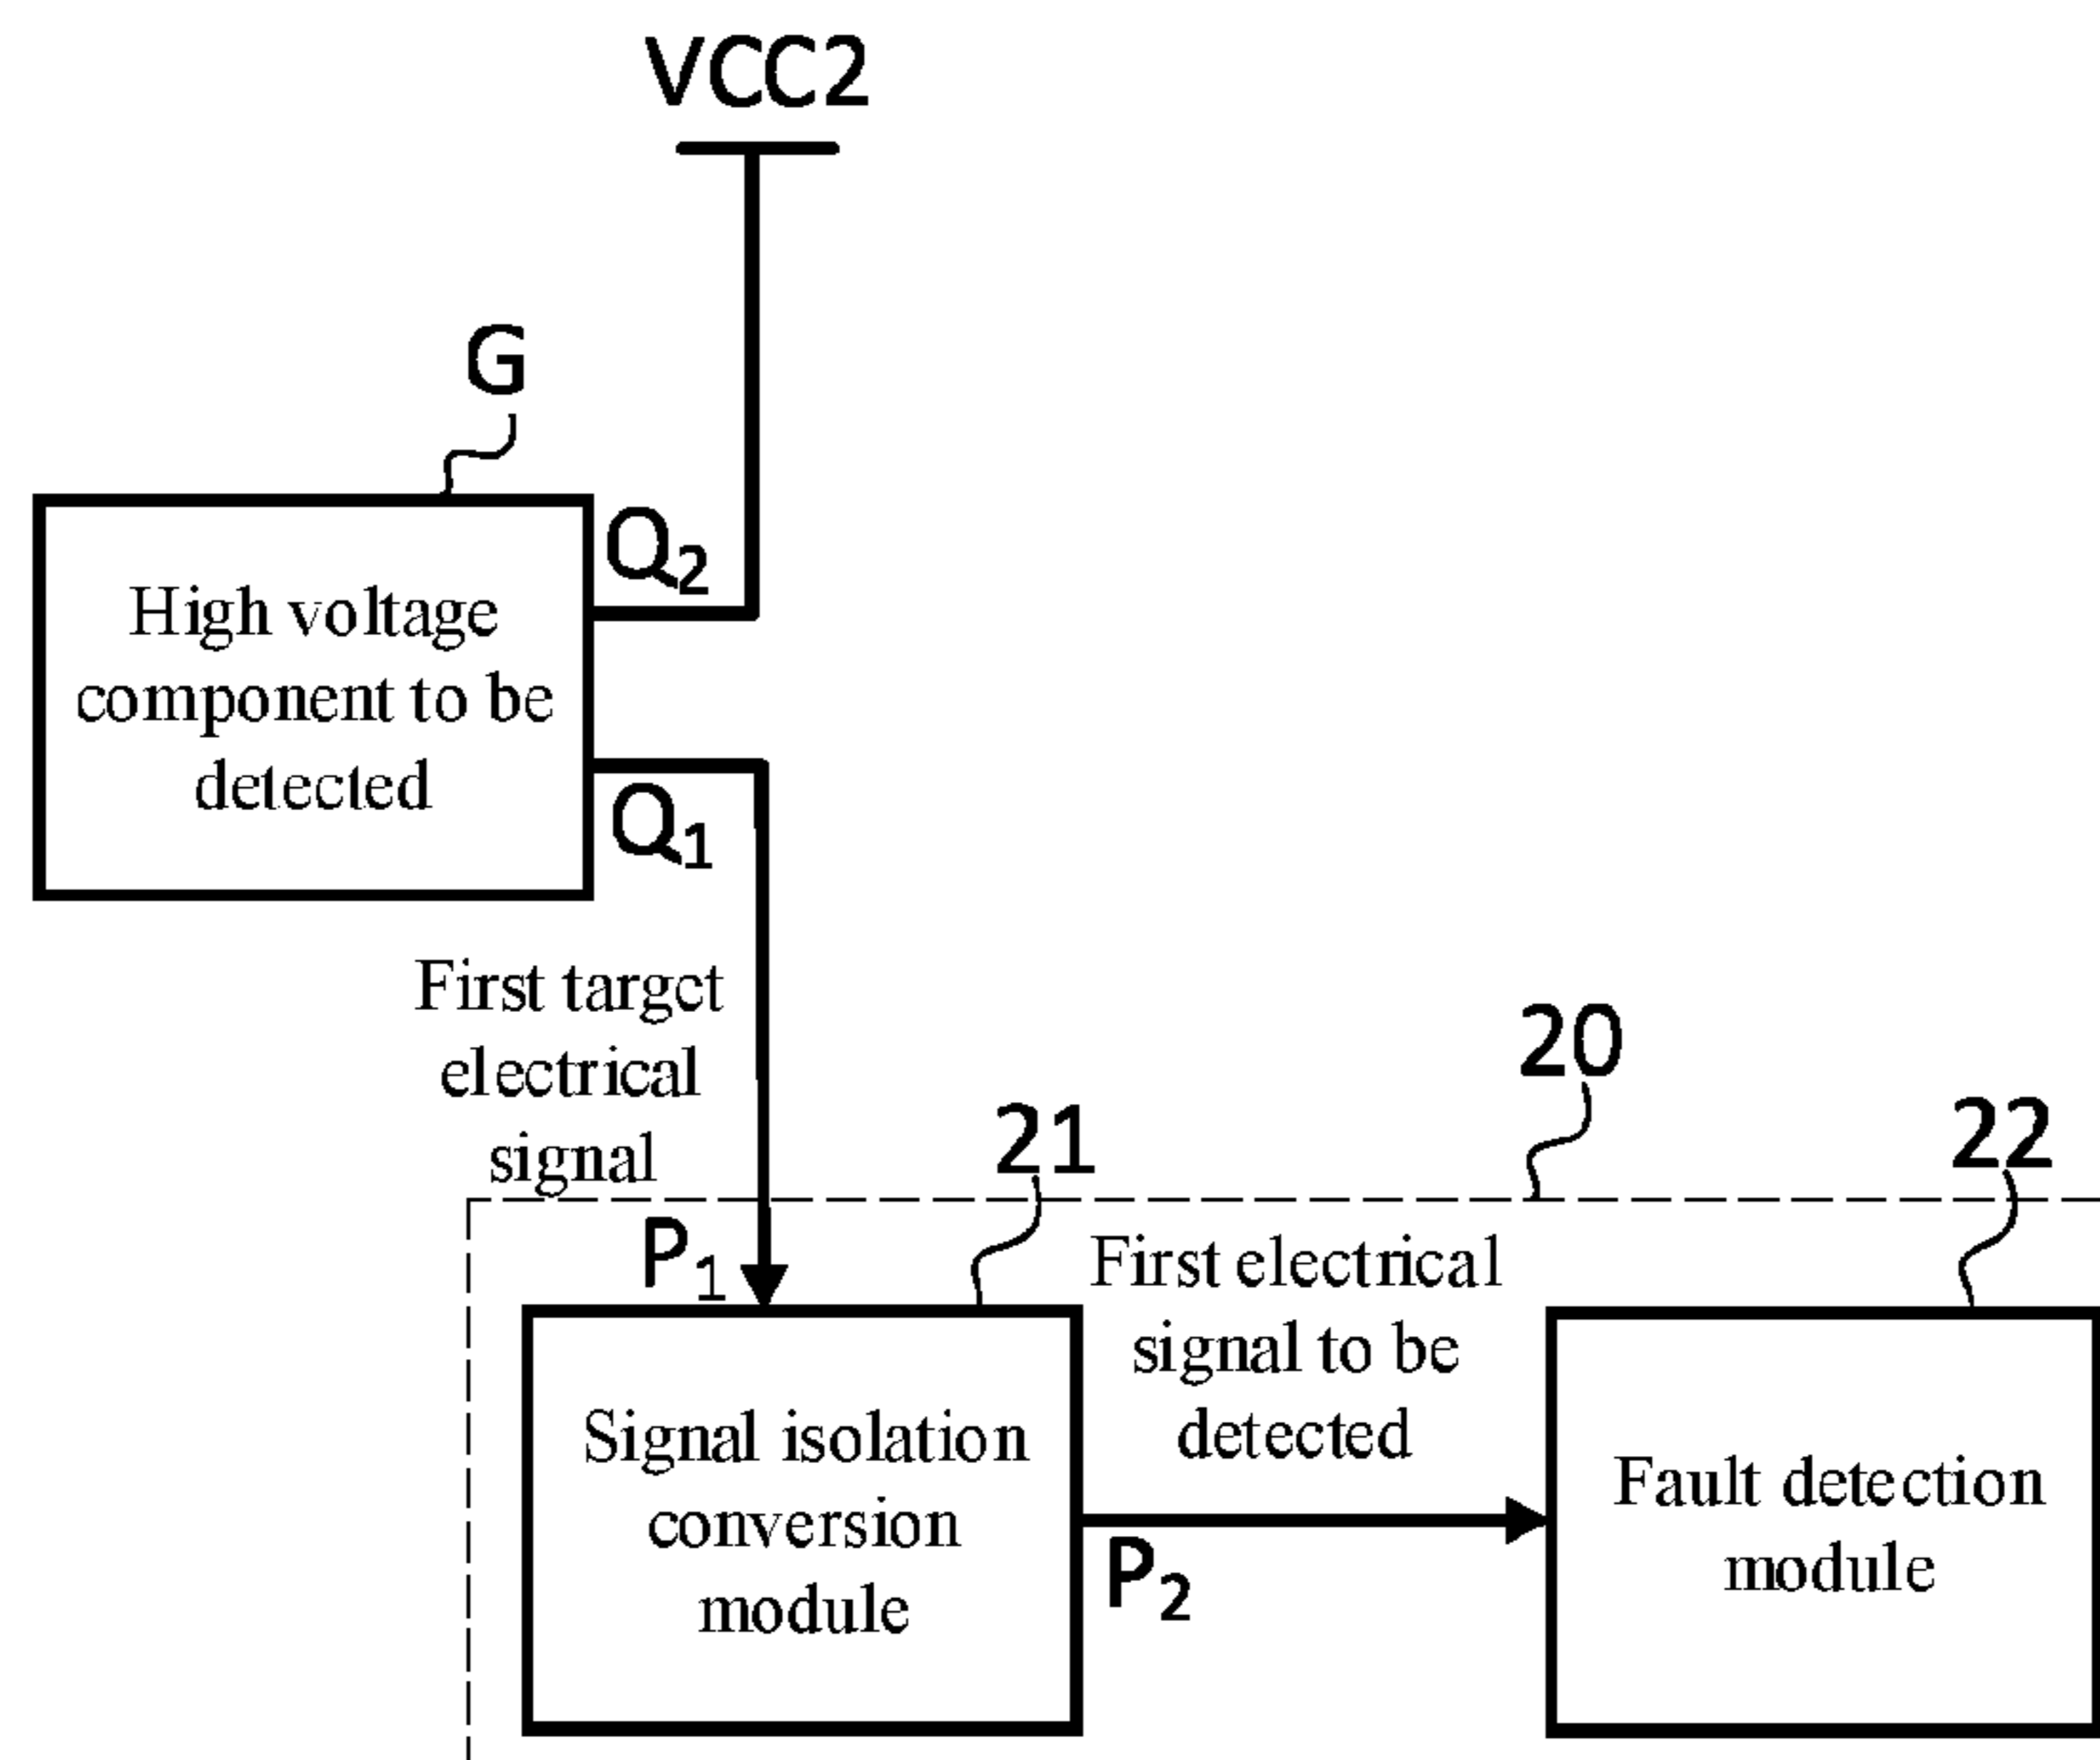 VCC2
G
Q2
High voltage
component to be
detected
Q1
First target
electrical
signal
20
21
22
P1
First electrical
signal to be
detected
Signal isolation
conversion
module
P2
Fault detection
module